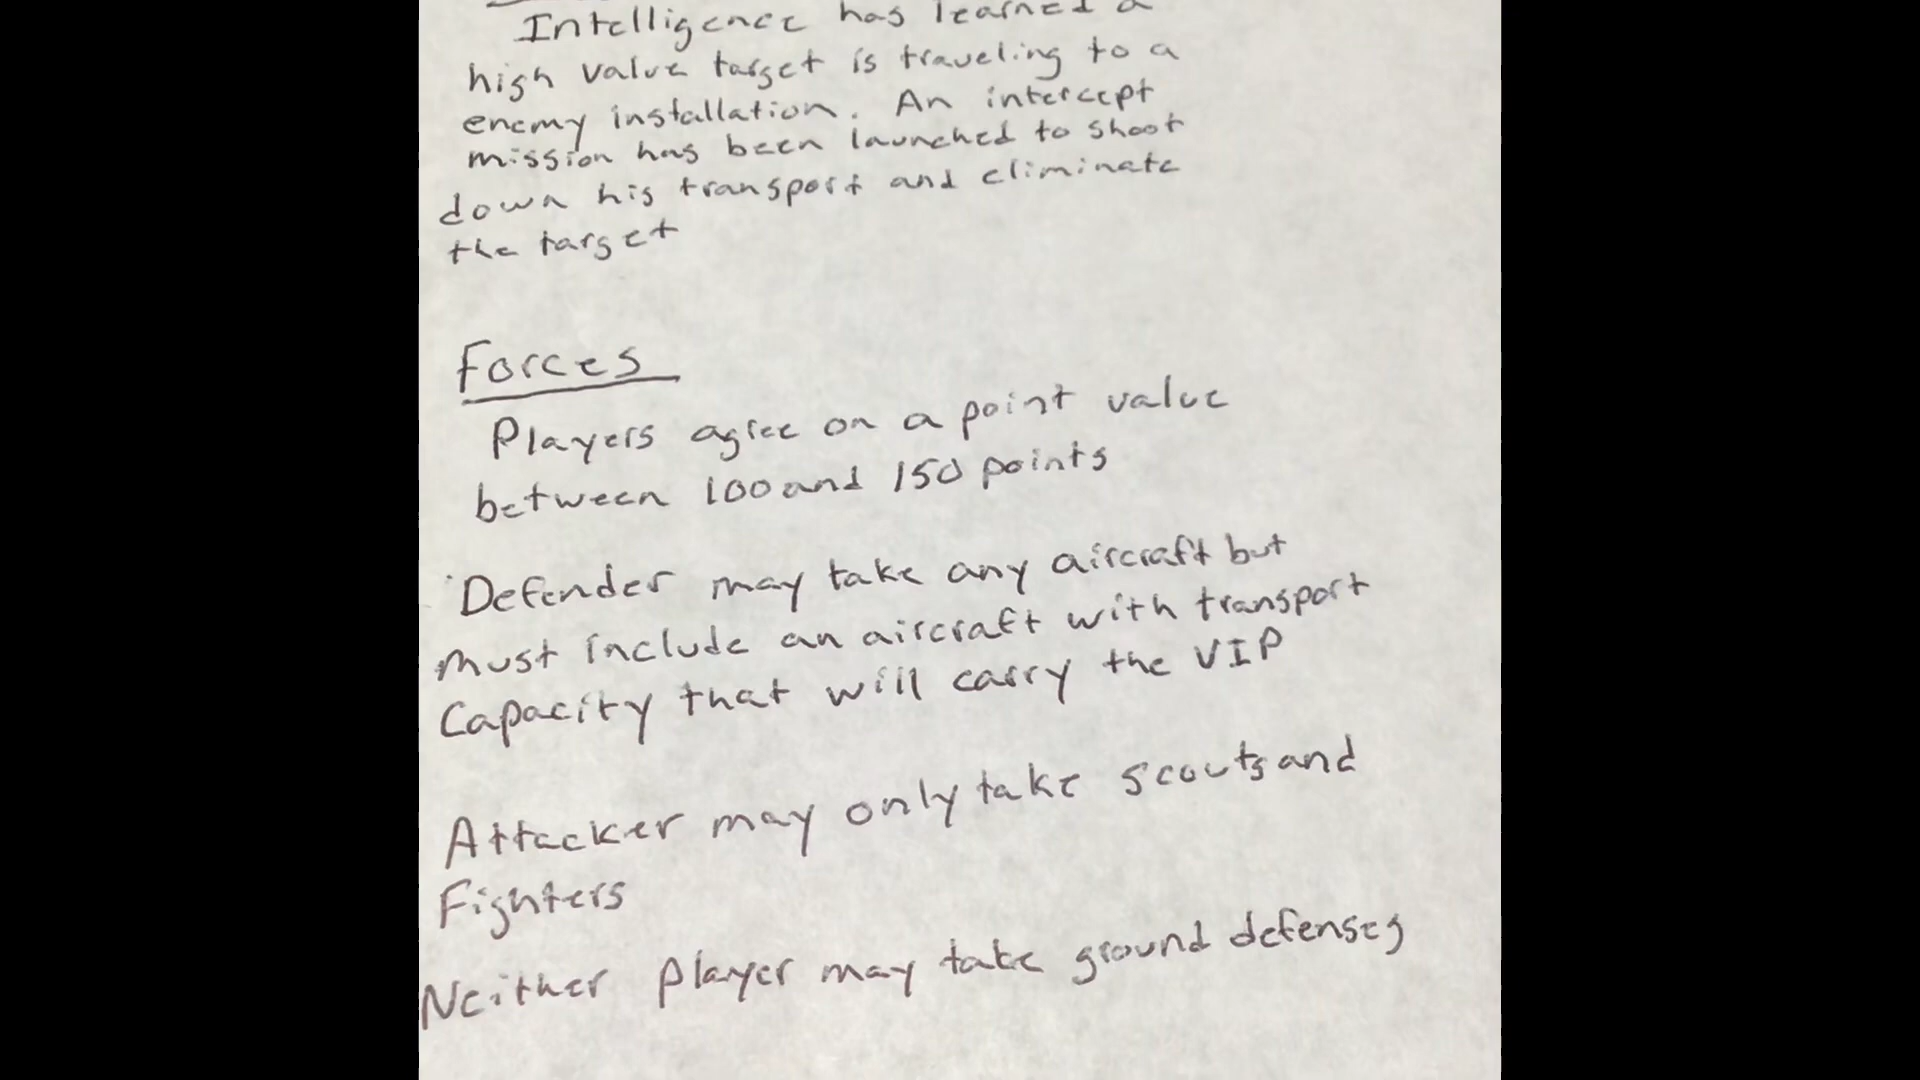 Intelligence has learned a
high value target is traveling to a
enemy installation. An intercept
mission has been launched to shoot
down his transport and eliminate
the target
Forces
Players agree on a point value
between 100 and 150 points
Defender may take any aircraft but
must include an aircraft with transport
Capacity that will carry the VIP
Attacker may only take scouts and
Fighters
Neither player may take ground defenses